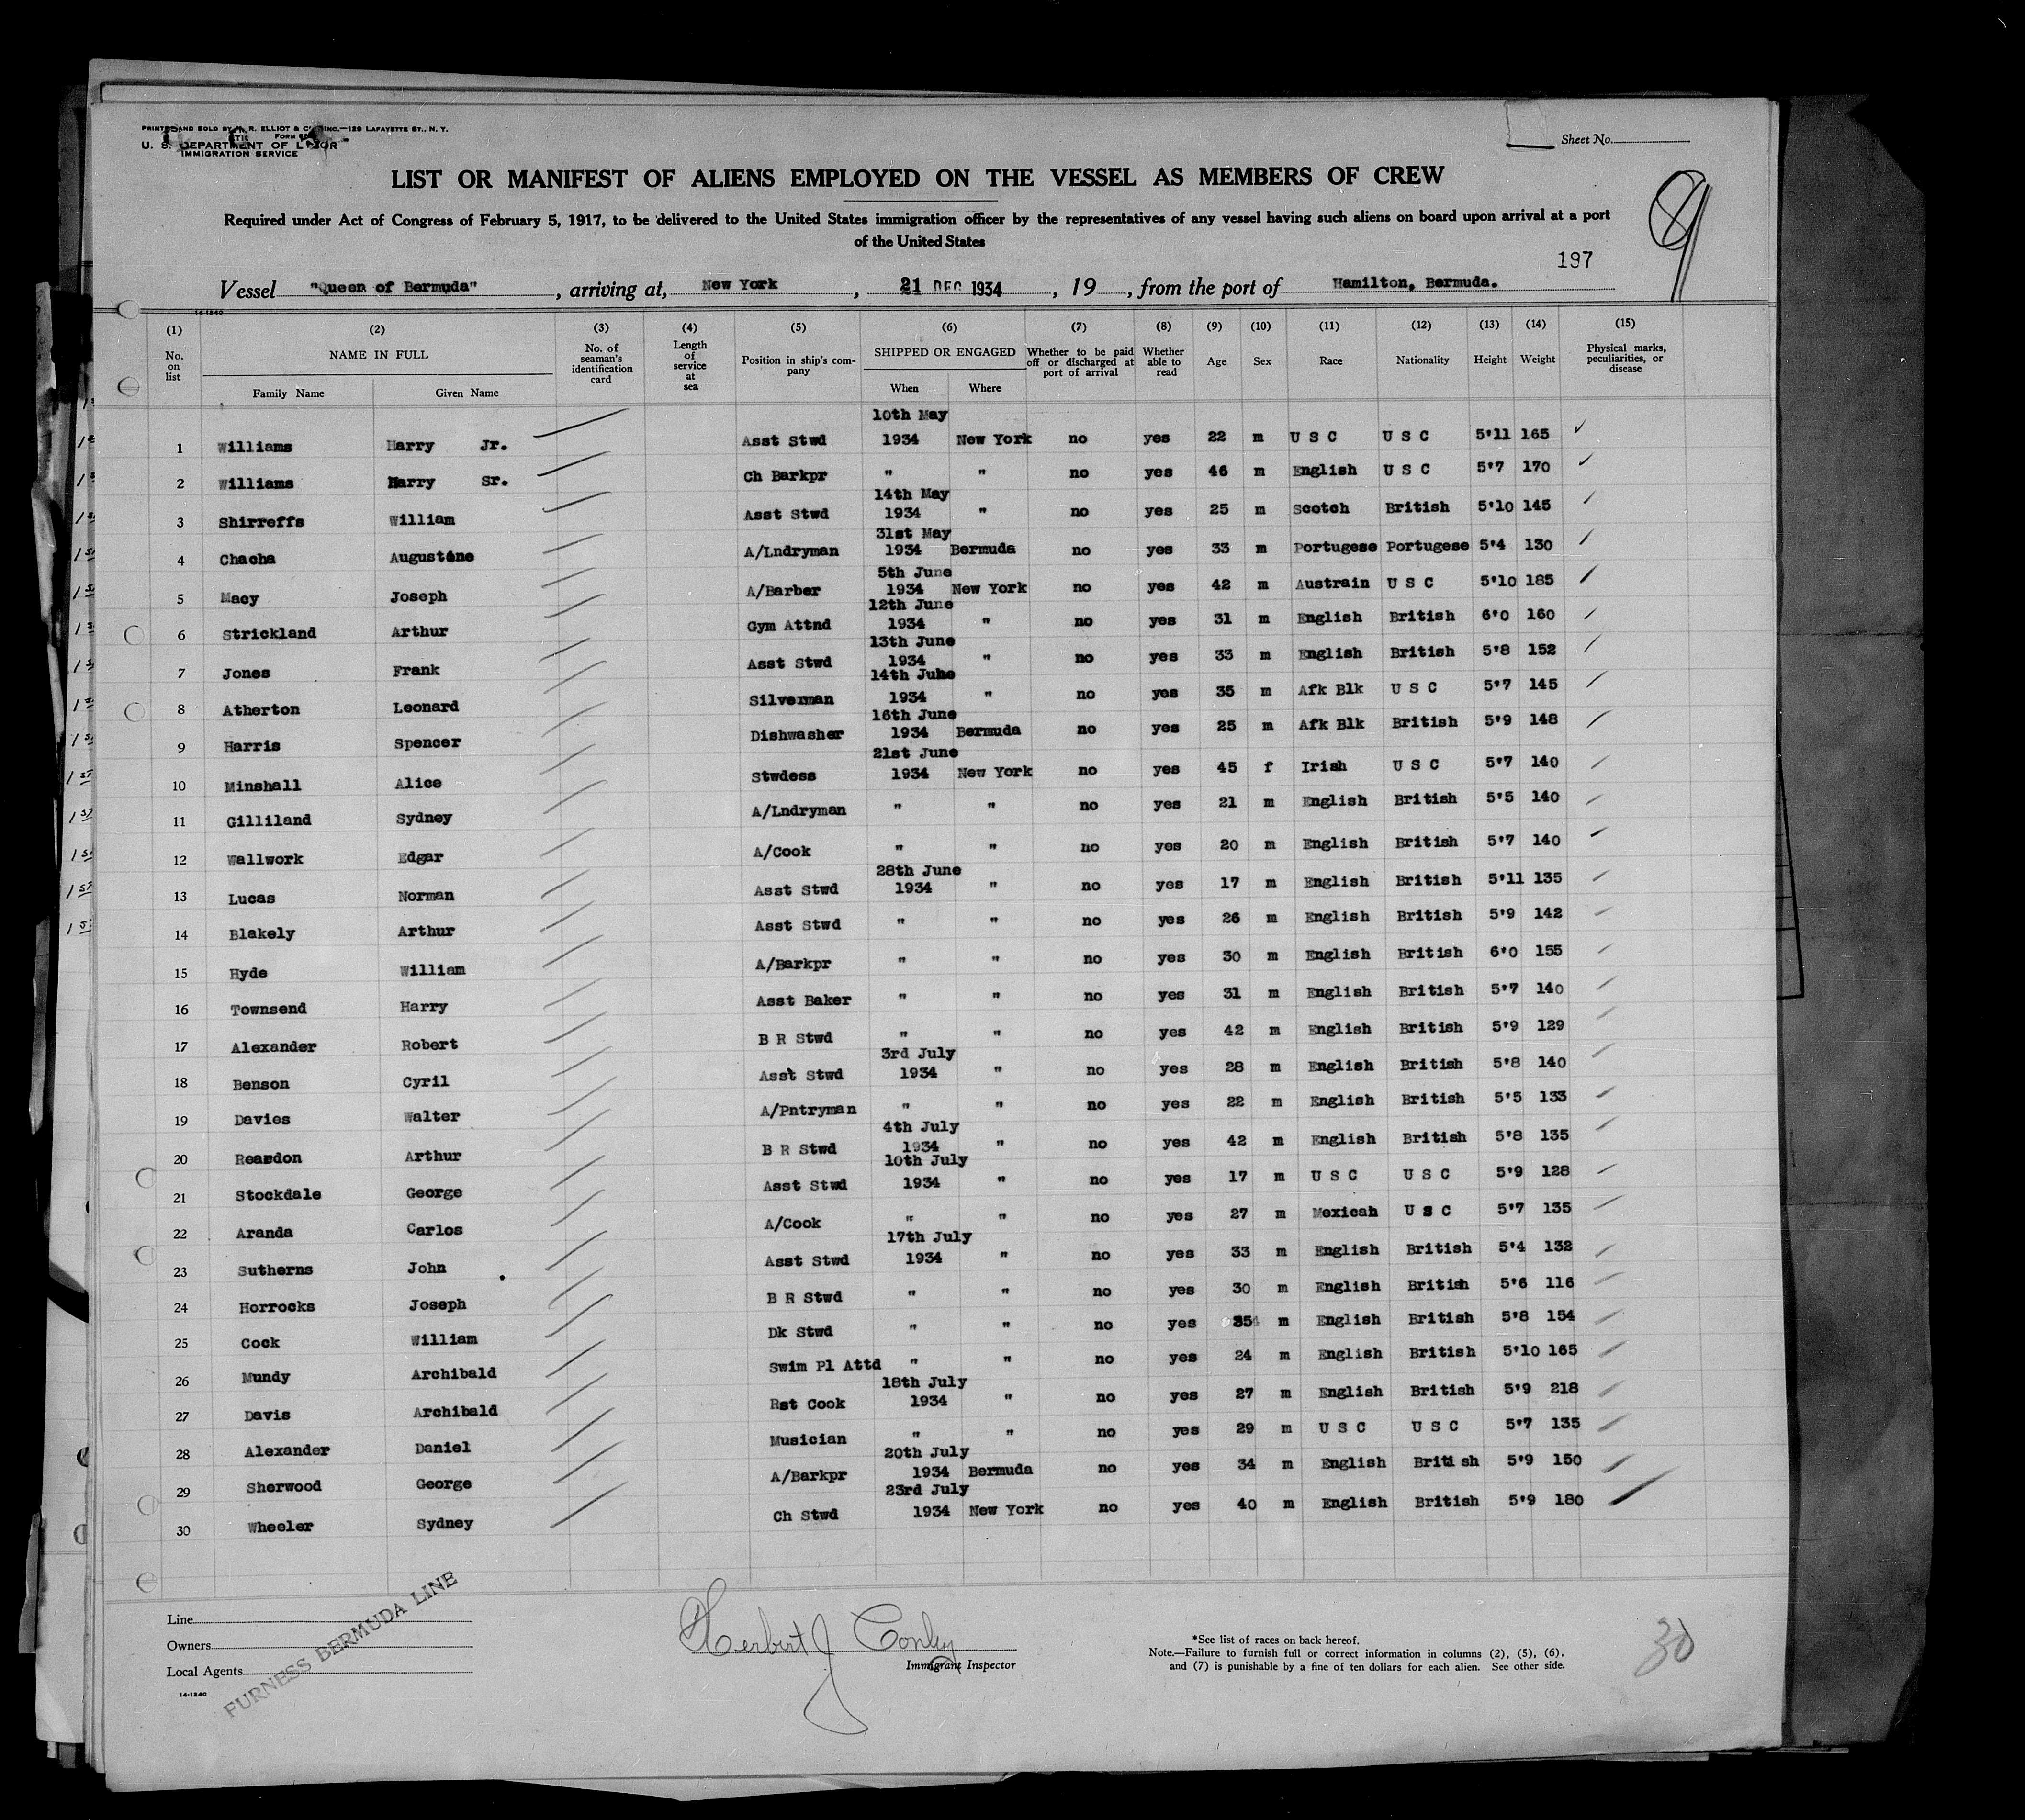 PRINTED AND SOLD BY R. ELLIOT & CO. INC.—129 LAFAYETTE ST., N. Y.
U. S. DEPARTMENT OF LABOR
IMMIGRATION SERVICE
Sheet No.
LIST OR MANIFEST OF ALIENS EMPLOYED ON THE VESSEL AS MEMBERS OF CREW
Required under Act of Congress of February 5, 1917, to be delivered to the United States immigration officer by the representatives of any vessel having such aliens on board upon arrival at a port
of the United States
197
Vessel "Queen of Bermuda", arriving at, New York, 21 DEC 1934, 19 , from the port of Hamilton, Bermuda.
14-1240
(1) (2) (3) (4) (5) (6) (7) (8) (9) (10) (11) (12) (13) (14) (15)
No. on list NAME IN FULL No. of seaman's identification card Length of service at sea Position in ship's company SHIPPED OR ENGAGED Whether to be paid off or discharged at port of arrival Whether able to read Age Sex Race Nationality Height Weight Physical marks, peculiarities, or disease
Family Name Given Name When Where
10th May
1 Williams Harry Jr. Asst Stwd 1934 New York no yes 22 m U S C U S C 5'11 165
2 Williams Harry Sr. Ch Barkpr " " no yes 46 m English U S C 5'7 170
14th May
3 Shirreffs William Asst Stwd 1934 " no yes 25 m Scotch British 5'10 145
31st May
4 Chacha Augusténe A/Lndryman 1934 Bermuda no yes 33 m Portugese Portugese 5'4 130
5th June
5 Macy Joseph A/Barber 1934 New York no yes 42 m Austrain U S C 5'10 185
12th June
6 Strickland Arthur Gym Attnd 1934 " no yes 31 m English British 6'0 160
13th June
7 Jones Frank Asst Stwd 1934 " no yes 33 m English British 5'8 152
14th June
8 Atherton Leonard Silverman 1934 " no yes 35 m Afk Blk U S C 5'7 145
16th June
9 Harris Spencer Dishwasher 1934 Bermuda no yes 25 m Afk Blk British 5'9 148
21st June
10 Minshall Alice Stwdess 1934 New York no yes 45 f Irish U S C 5'7 140
11 Gilliland Sydney A/Lndryman " " no yes 21 m English British 5'5 140
12 Wallwork Edgar A/Cook " " no yes 20 m English British 5'7 140
28th June
13 Lucas Norman Asst Stwd 1934 " no yes 17 m English British 5'11 135
14 Blakely Arthur Asst Stwd " " no yes 26 m English British 5'9 142
15 Hyde William A/Barkpr " " no yes 30 m English British 6'0 155
16 Townsend Harry Asst Baker " " no yes 31 m English British 5'7 140
17 Alexander Robert B R Stwd " " no yes 42 m English British 5'9 129
3rd July
18 Benson Cyril Asst Stwd 1934 " no yes 28 m English British 5'8 140
19 Davies Walter A/Pntryman " " no yes 22 m English British 5'5 133
4th July
20 Reardon Arthur B R Stwd 1934 " no yes 42 m English British 5'8 135
10th July
21 Stockdale George Asst Stwd 1934 " no yes 17 m U S C U S C 5'9 128
22 Aranda Carlos A/Cook " " no yes 27 m Mexican U S C 5'7 135
17th July
23 Sutherns John Asst Stwd 1934 " no yes 33 m English British 5'4 132
24 Horrocks Joseph B R Stwd " " no yes 30 m English British 5'6 116
25 Cock William Dk Stwd " " no yes m English British 5'8 154
26 Mundy Archibald Swim Pl Attd " " no yes 24 m English British 5'10 165
18th July
27 Davis Archibald Rst Cook 1934 " no yes 27 m English British 5'9 218
28 Alexander Daniel Musician " " no yes 29 m U S C U S C 5'7 135
20th July
29 Sherwood George A/Barkpr 1934 Bermuda no yes 34 m English British 5'9 150
23rd July
30 Wheeler Sydney Ch Stwd 1934 New York no yes 40 m English British 5'9 180
Line
Owners
Local Agents
14-1240
FURNESS BERMUDA LINE
Herbert J Conley
Immigrant Inspector
*See list of races on back hereof.
Note.—Failure to furnish full or correct information in columns (2), (5), (6),
and (7) is punishable by a fine of ten dollars for each alien. See other side.
30